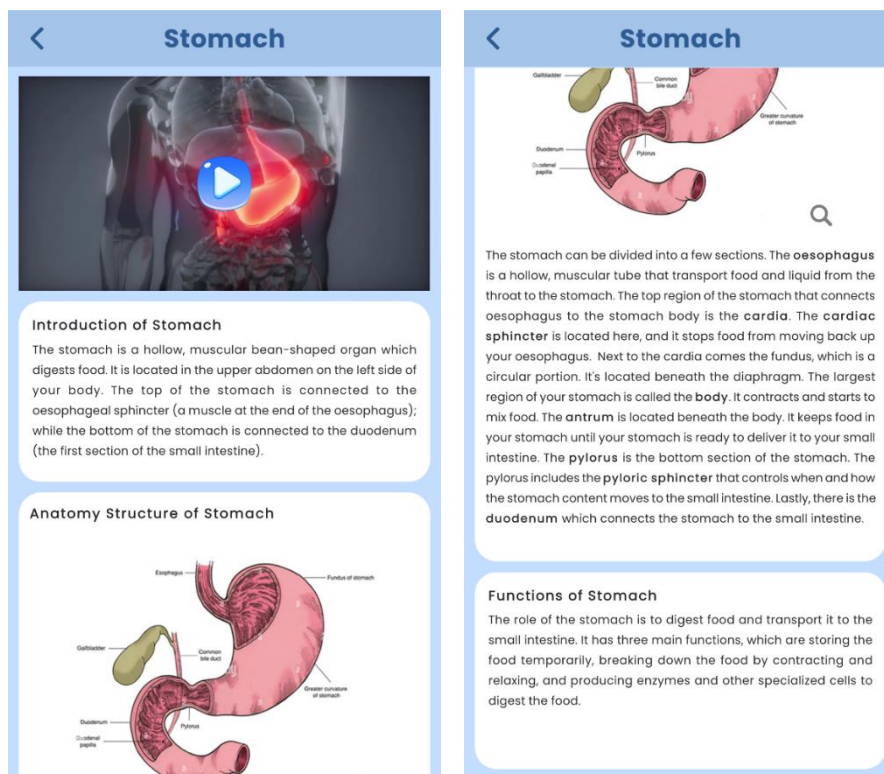 Stomach
Introduction of Stomach
The stomach is a hollow, muscular bean-shaped organ which
digests food. It is located in the upper abdomen on the left side of
your body. The top of the stomach is connected to the
oesophageal sphincter (a muscle at the end of the oesophagus);
while the bottom of the stomach is connected to the duodenum
(the first section of the small intestine).
Anatomy Structure of Stomach
Esophagus
Fundus of stomach
Gallbladder
Common
bile duct
Greater curvature
of stomach
Duodenum
Pylorus
Duodenal
papilla
Stomach
Gallbladder
Common
bile duct
Greater curvature
of stomach
Duodenum
Pylorus
Duodenal
papilla
The stomach can be divided into a few sections. The oesophagus
is a hollow, muscular tube that transport food and liquid from the
throat to the stomach. The top region of the stomach that connects
oesophagus to the stomach body is the cardia. The cardiac
sphincter is located here, and it stops food from moving back up
your oesophagus. Next to the cardia comes the fundus, which is a
circular portion. It's located beneath the diaphragm. The largest
region of your stomach is called the body. It contracts and starts to
mix food. The antrum is located beneath the body. It keeps food in
your stomach until your stomach is ready to deliver it to your small
intestine. The pylorus is the bottom section of the stomach. The
pylorus includes the pyloric sphincter that controls when and how
the stomach content moves to the small intestine. Lastly, there is the
duodenum which connects the stomach to the small intestine.
Functions of Stomach
The role of the stomach is to digest food and transport it to the
small intestine. It has three main functions, which are storing the
food temporarily, breaking down the food by contracting and
relaxing, and producing enzymes and other specialized cells to
digest the food.